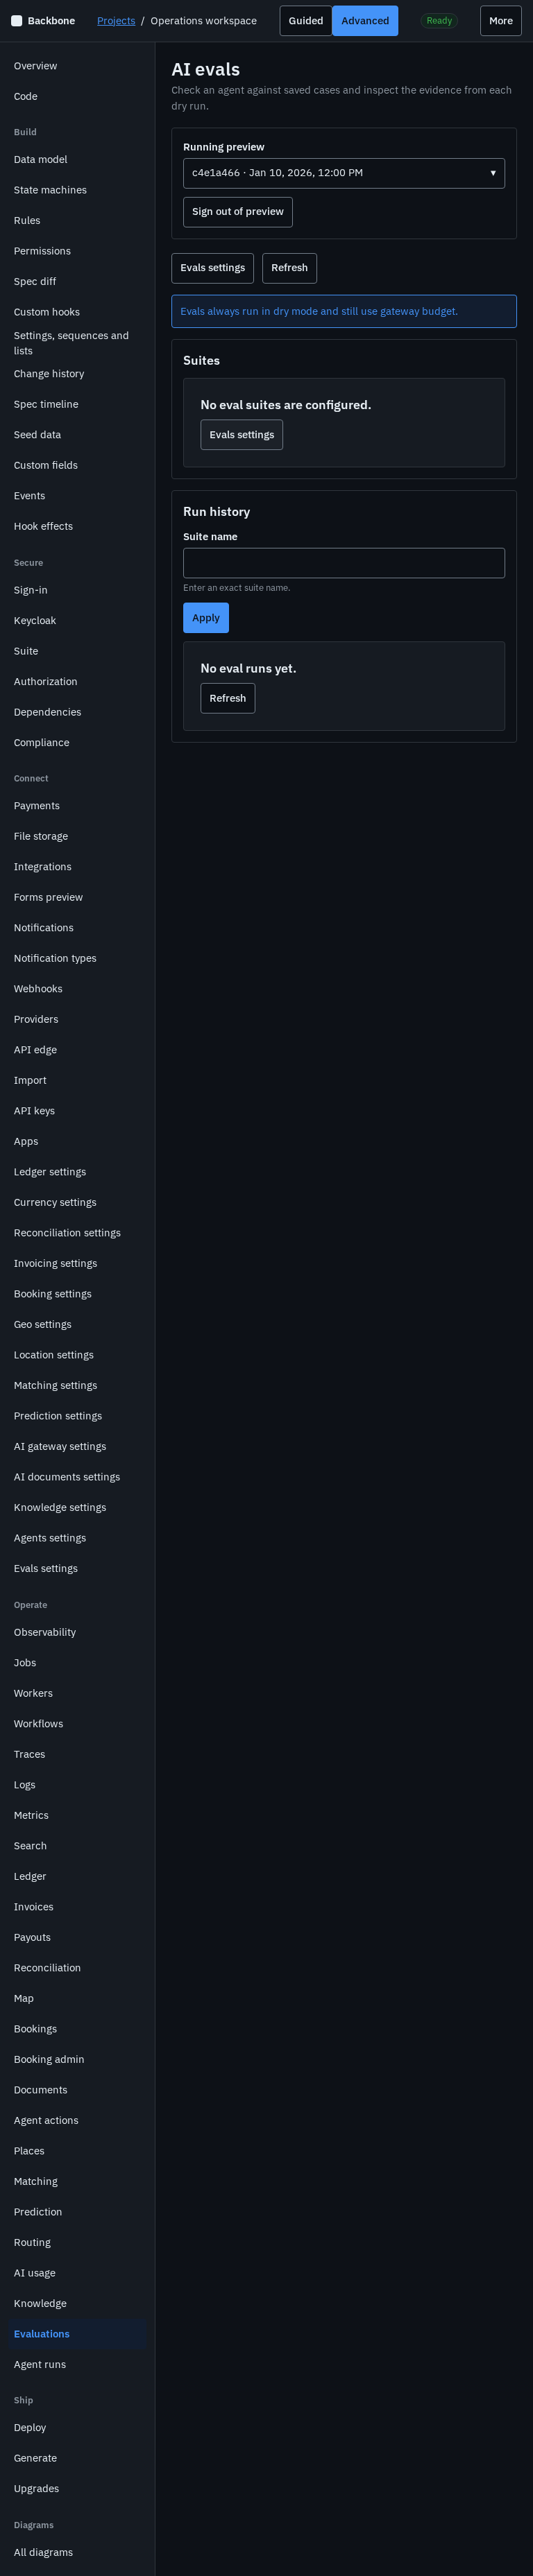 Backbone
Projects / Operations workspace
Guided
Advanced
Ready
More
Overview
Code
Build
Data model
State machines
Rules
Permissions
Spec diff
Custom hooks
Settings, sequences and
lists
Change history
Spec timeline
Seed data
Custom fields
Events
Hook effects
Secure
Sign-in
Keycloak
Suite
Authorization
Dependencies
Compliance
Connect
Payments
File storage
Integrations
Forms preview
Notifications
Notification types
Webhooks
Providers
API edge
Import
API keys
Apps
Ledger settings
Currency settings
Reconciliation settings
Invoicing settings
Booking settings
Geo settings
Location settings
Matching settings
Prediction settings
AI gateway settings
AI documents settings
Knowledge settings
Agents settings
Evals settings
Operate
Observability
Jobs
Workers
Workflows
Traces
Logs
Metrics
Search
Ledger
Invoices
Payouts
Reconciliation
Map
Bookings
Booking admin
Documents
Agent actions
Places
Matching
Prediction
Routing
AI usage
Knowledge
Evaluations
Agent runs
Ship
Deploy
Generate
Upgrades
Diagrams
All diagrams
AI evals
Check an agent against saved cases and inspect the evidence from each
dry run.
Running preview
c4e1a466 · Jan 10, 2026, 12:00 PM ▾
Sign out of preview
Evals settings
Refresh
Evals always run in dry mode and still use gateway budget.
Suites
No eval suites are configured.
Evals settings
Run history
Suite name
Enter an exact suite name.
Apply
No eval runs yet.
Refresh